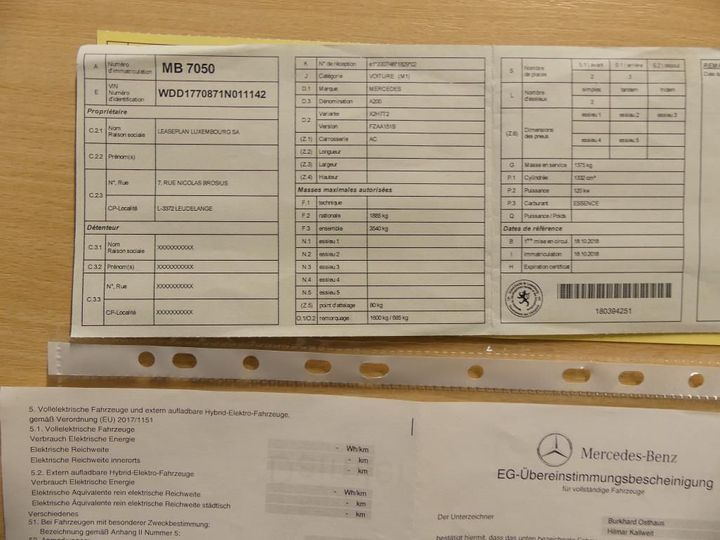 A Numéro d'immatriculation MB 7050
E VIN Numéro d'identification WDD1770871N011142
Propriétaire
C.2.1 Nom Raison sociale LEASEPLAN LUXEMBOURG SA
C.2.2 Prénom(s)
C.2.3 N°, Rue 7, RUE NICOLAS BROSIUS
CP-Localité L-3372 LEUDELANGE
Détenteur
C.3.1 Nom Raison sociale XXXXXXXXXX
C.3.2 Prénom(s) XXXXXXXXXX
C.3.3 N°, Rue XXXXXXXXXX
CP-Localité XXXXXXXXXX
K N° de réception
J Catégorie VOITURE (M1)
D.1 Marque MERCEDES
D.3 Dénomination A200
D.2 Variante
Version FZAA151B
(Z.1) Carrosserie AC
(Z.2) Longueur
(Z.3) Largeur
(Z.4) Hauteur
Masses maximales autorisées
F.1 technique
F.2 nationale 1885 kg
F.3 ensemble 3540 kg
N.1 essieu 1
N.2 essieu 2
N.3 essieu 3
N.4 essieu 4
N.5 essieu 5
(Z.5) point d'attelage 80 kg
O.1/O.2 remorquage 1600 kg / 685 kg
S Nombre de places S.1 | avant S.1 | arrière S.2 | debout
2 3
L Nombre d'essieux simples tandem tridem
2
(Z.6) Dimensions des pneus essieu 1 essieu 2 essieu 3
essieu 4 essieu 5
G Masse en service 1375 kg
P.1 Cylindrée 1332 cm³
P.2 Puissance 120 kw
P.3 Carburant ESSENCE
Q Puissance / Poids
Dates de référence
B 1ère mise en circul. 18.10.2018
I Immatriculation 18.10.2018
H Expiration certificat
180394251
5. Vollelektrische Fahrzeuge und extern aufladbare Hybrid-Elektro-Fahrzeuge,
gemäß Verordnung (EU) 2017/1151
5.1. Vollelektrische Fahrzeuge
Verbrauch Elektrische Energie - Wh/km
Elektrische Reichweite - km
Elektrische Reichweite innerorts - km
5.2. Extern aufladbare Hybrid-Elektro-Fahrzeuge
Verbrauch Elektrische Energie - Wh/km
Elektrische Äquivalente rein elektrische Reichweite - km
Elektrische Äquivalente rein elektrische Reichweite städtisch - km
Verschiedenes
51. Bei Fahrzeugen mit besonderer Zweckbestimmung:
Bezeichnung gemäß Anhang II Nummer 5:
Mercedes-Benz
EG-Übereinstimmungsbescheinigung
für vollständige Fahrzeuge
Der Unterzeichner Burkhard Osthaus
Hilmar Kallweit